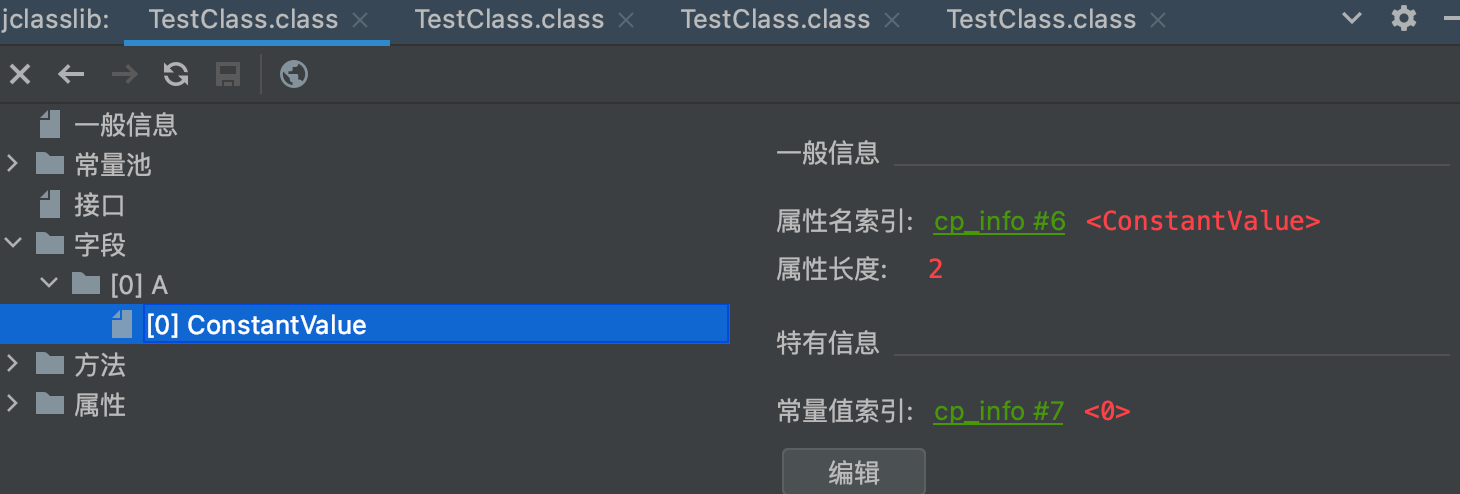 jclasslib: TestClass.class TestClass.class TestClass.class TestClass.class
一般信息
常量池
接口
字段
[0] A
[0] ConstantValue
方法
属性
一般信息
属性名索引: cp_info #6 <ConstantValue>
属性长度: 2
特有信息
常量值索引: cp_info #7 <0>
编辑